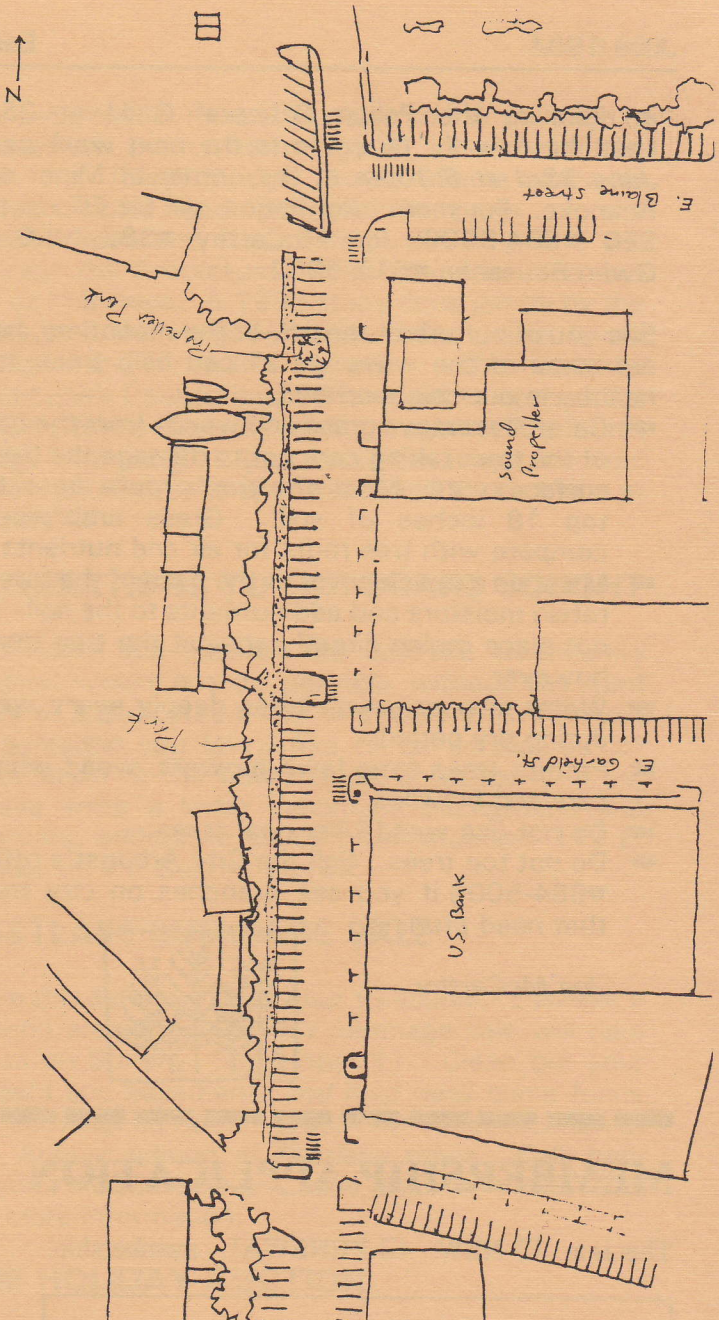 N
E. Blaine Street
Propeller Park
Sound
Propeller
Park
E. Garfield St.
U.S. Bank